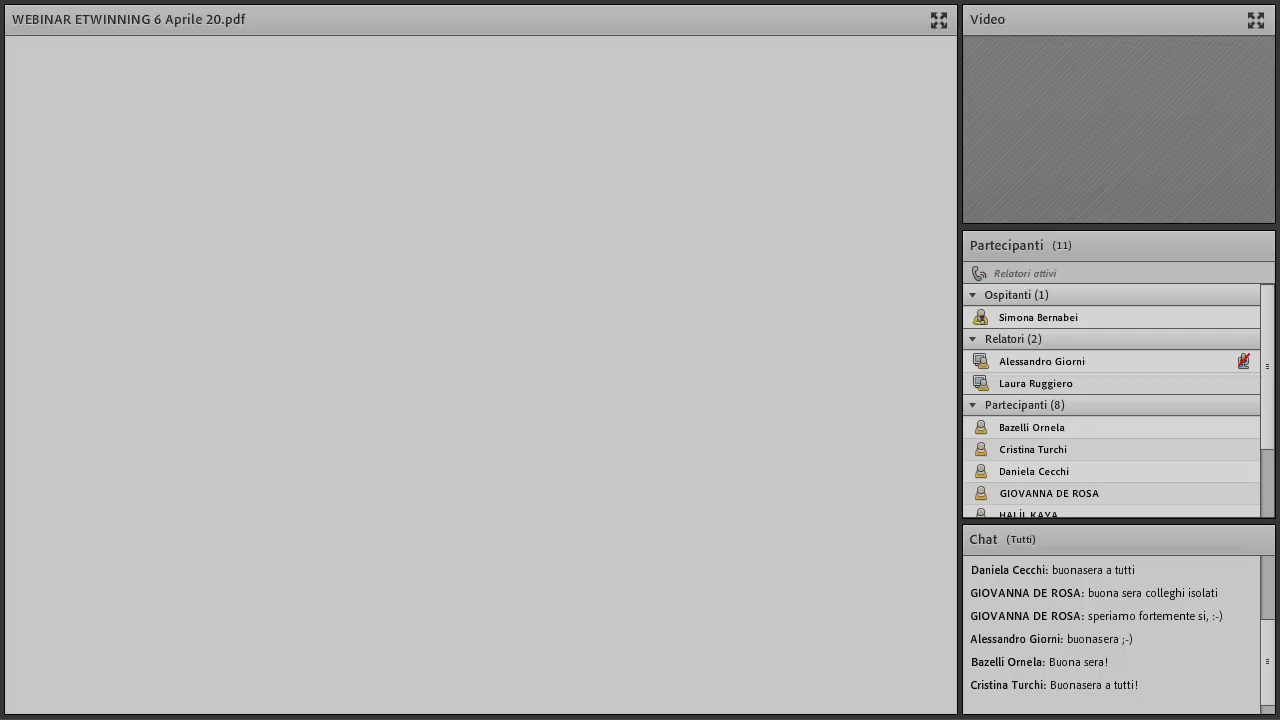 WEBINAR ETWINNING 6 Aprile 20.pdf
Video
Partecipanti (11)
Relatori attivi
Ospitanti (1)
Simona Bernabei
Relatori (2)
Alessandro Giorni
Laura Ruggiero
Partecipanti (8)
Bazelli Ornela
Cristina Turchi
Daniela Cecchi
GIOVANNA DE ROSA
HALİL KAYA
Chat (Tutti)
Daniela Cecchi: buonasera a tutti
GIOVANNA DE ROSA: buona sera colleghi isolati
GIOVANNA DE ROSA: speriamo fortemente si, :-)
Alessandro Giorni: buonasera ;-)
Bazelli Ornela: Buona sera!
Cristina Turchi: Buonasera a tutti!